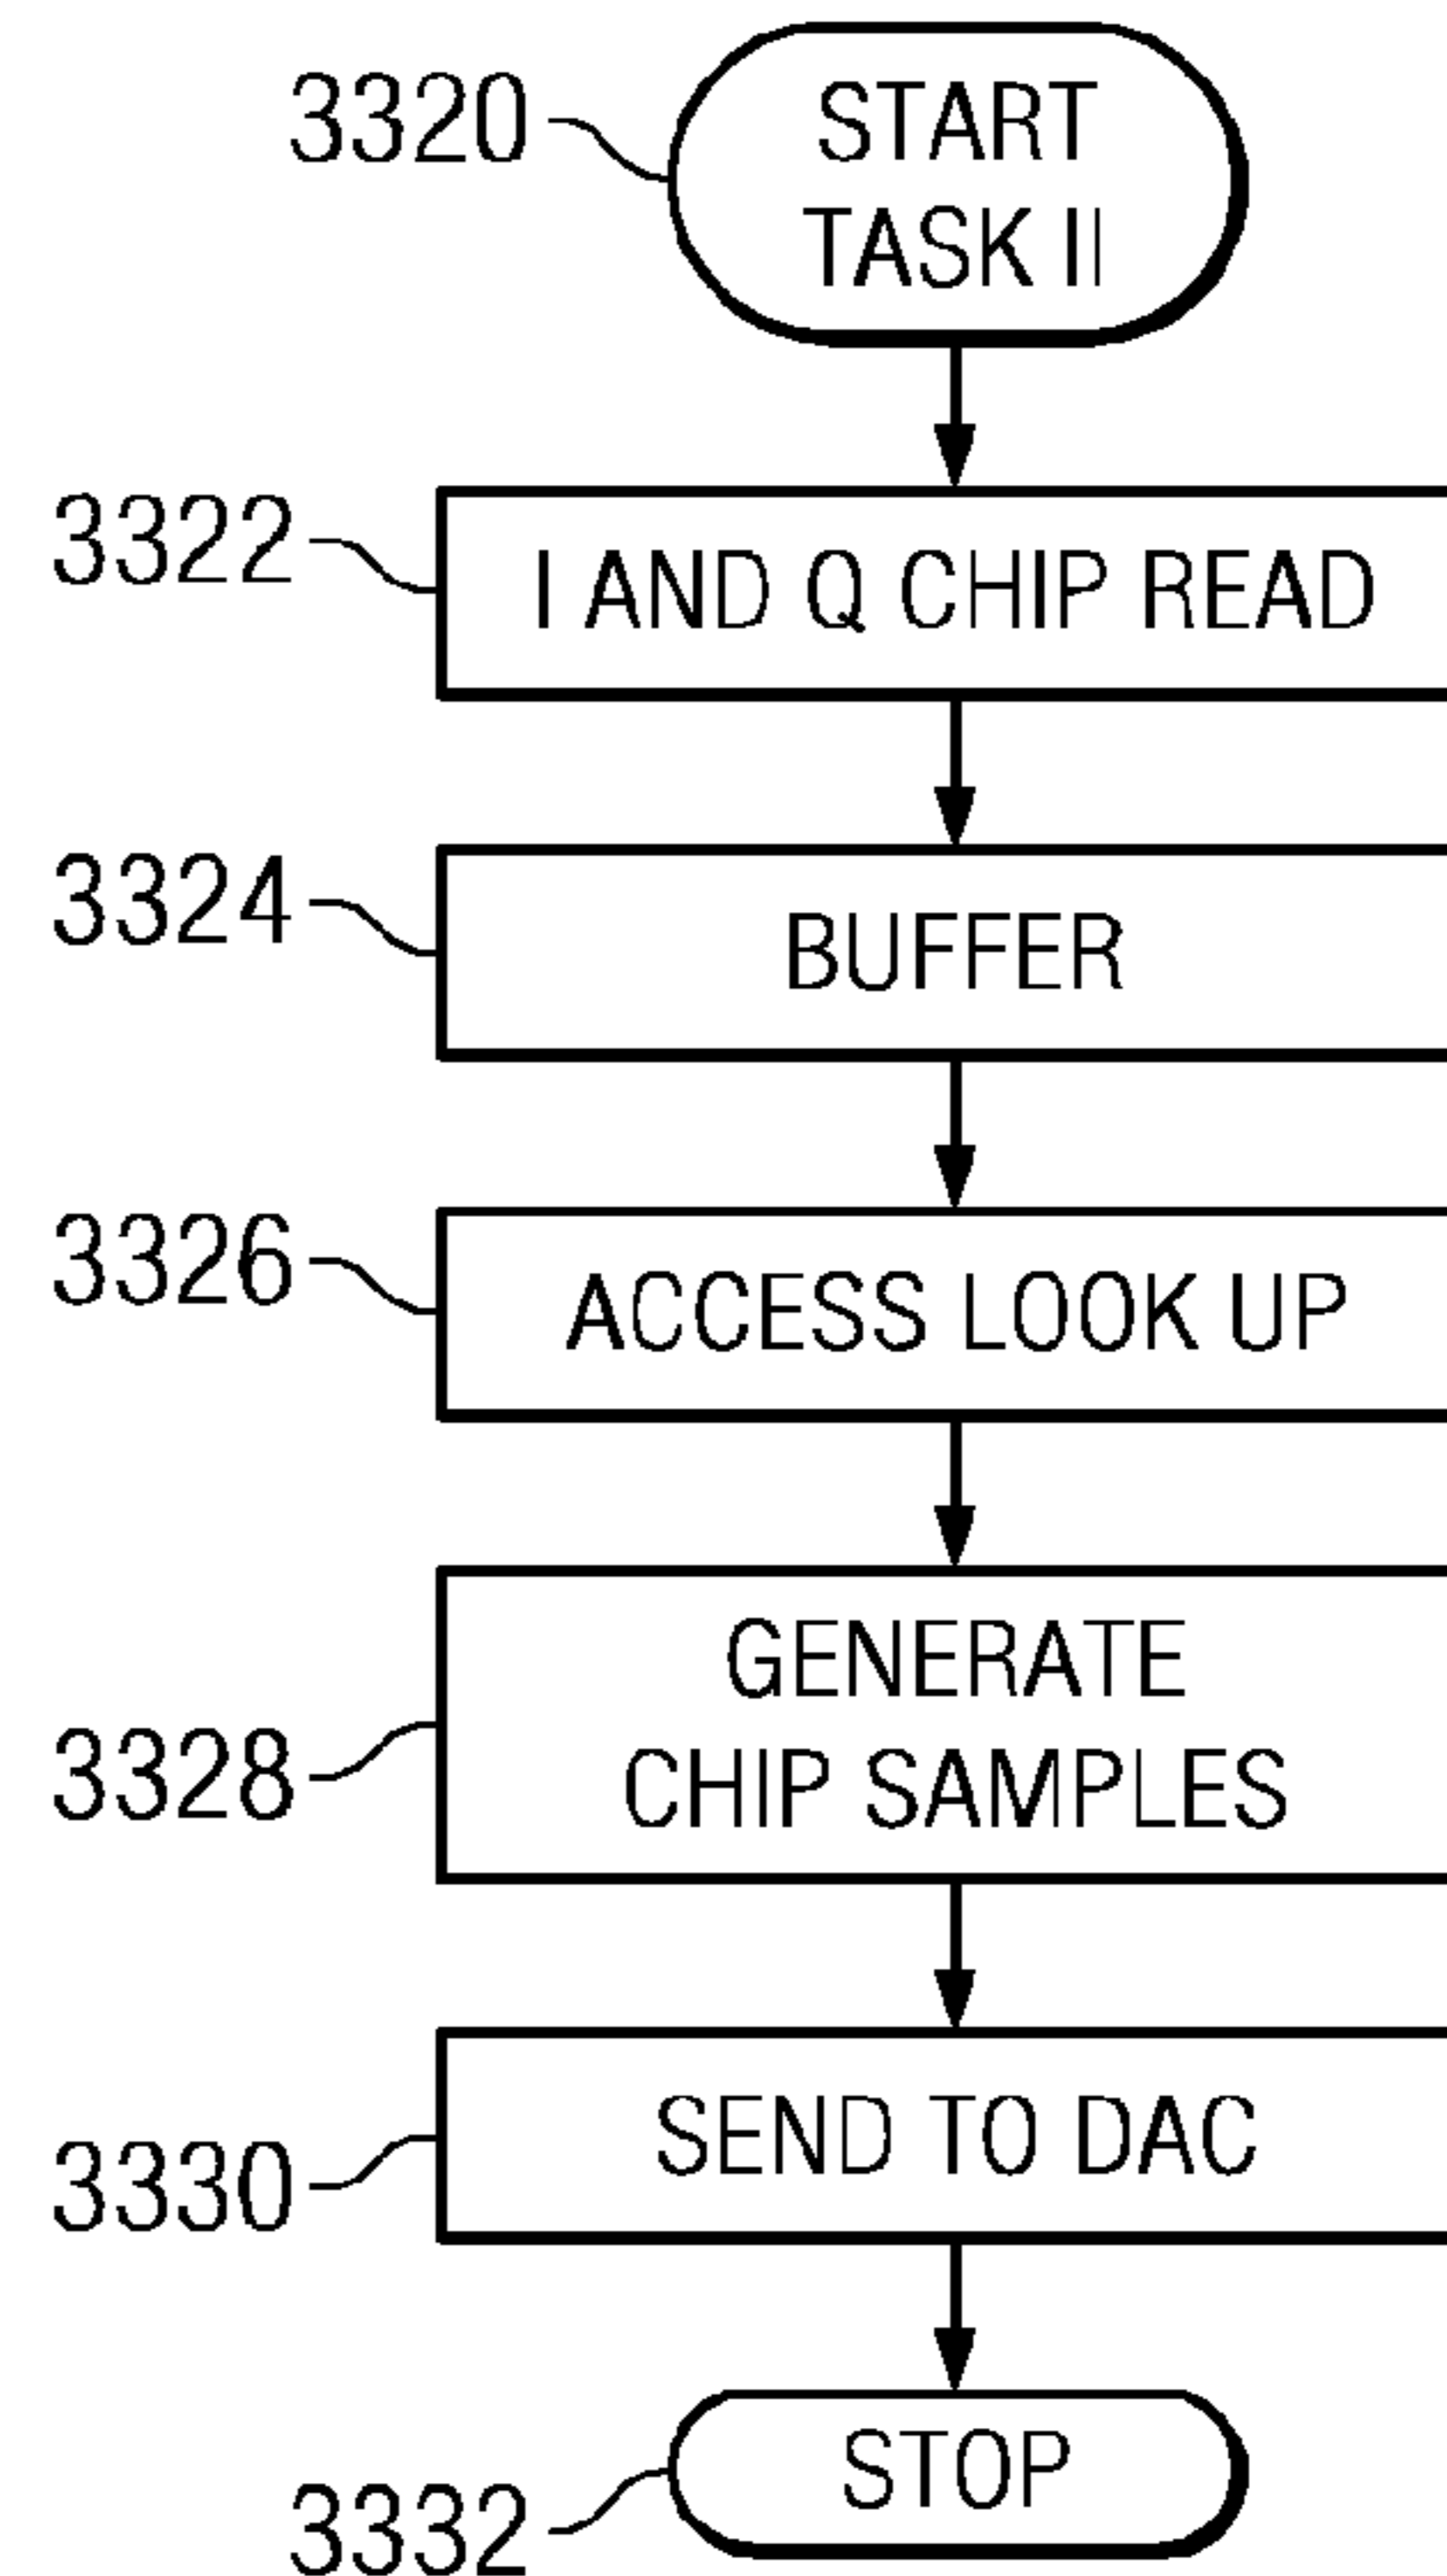 3320
START
TASK II
3322
I AND Q CHIP READ
3324
BUFFER
3326
ACCESS LOOK UP
GENERATE
3328
CHIP SAMPLES
SEND TO DAC
3330
STOP
3332